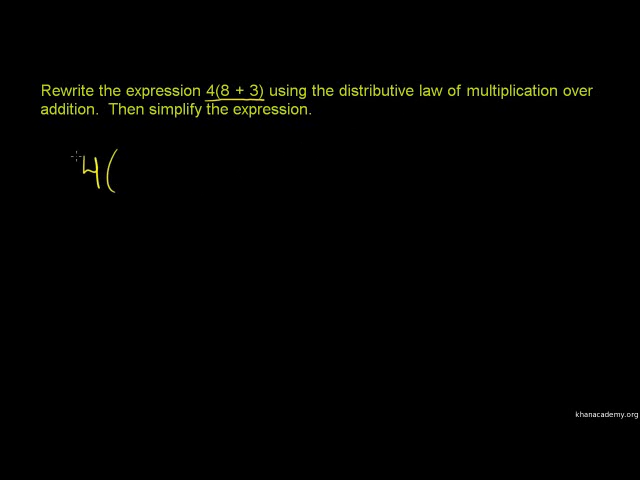 Rewrite the expression 4(8 + 3) using the distributive law of multiplication over
addition. Then simplify the expression.
4(
khanacademy.org